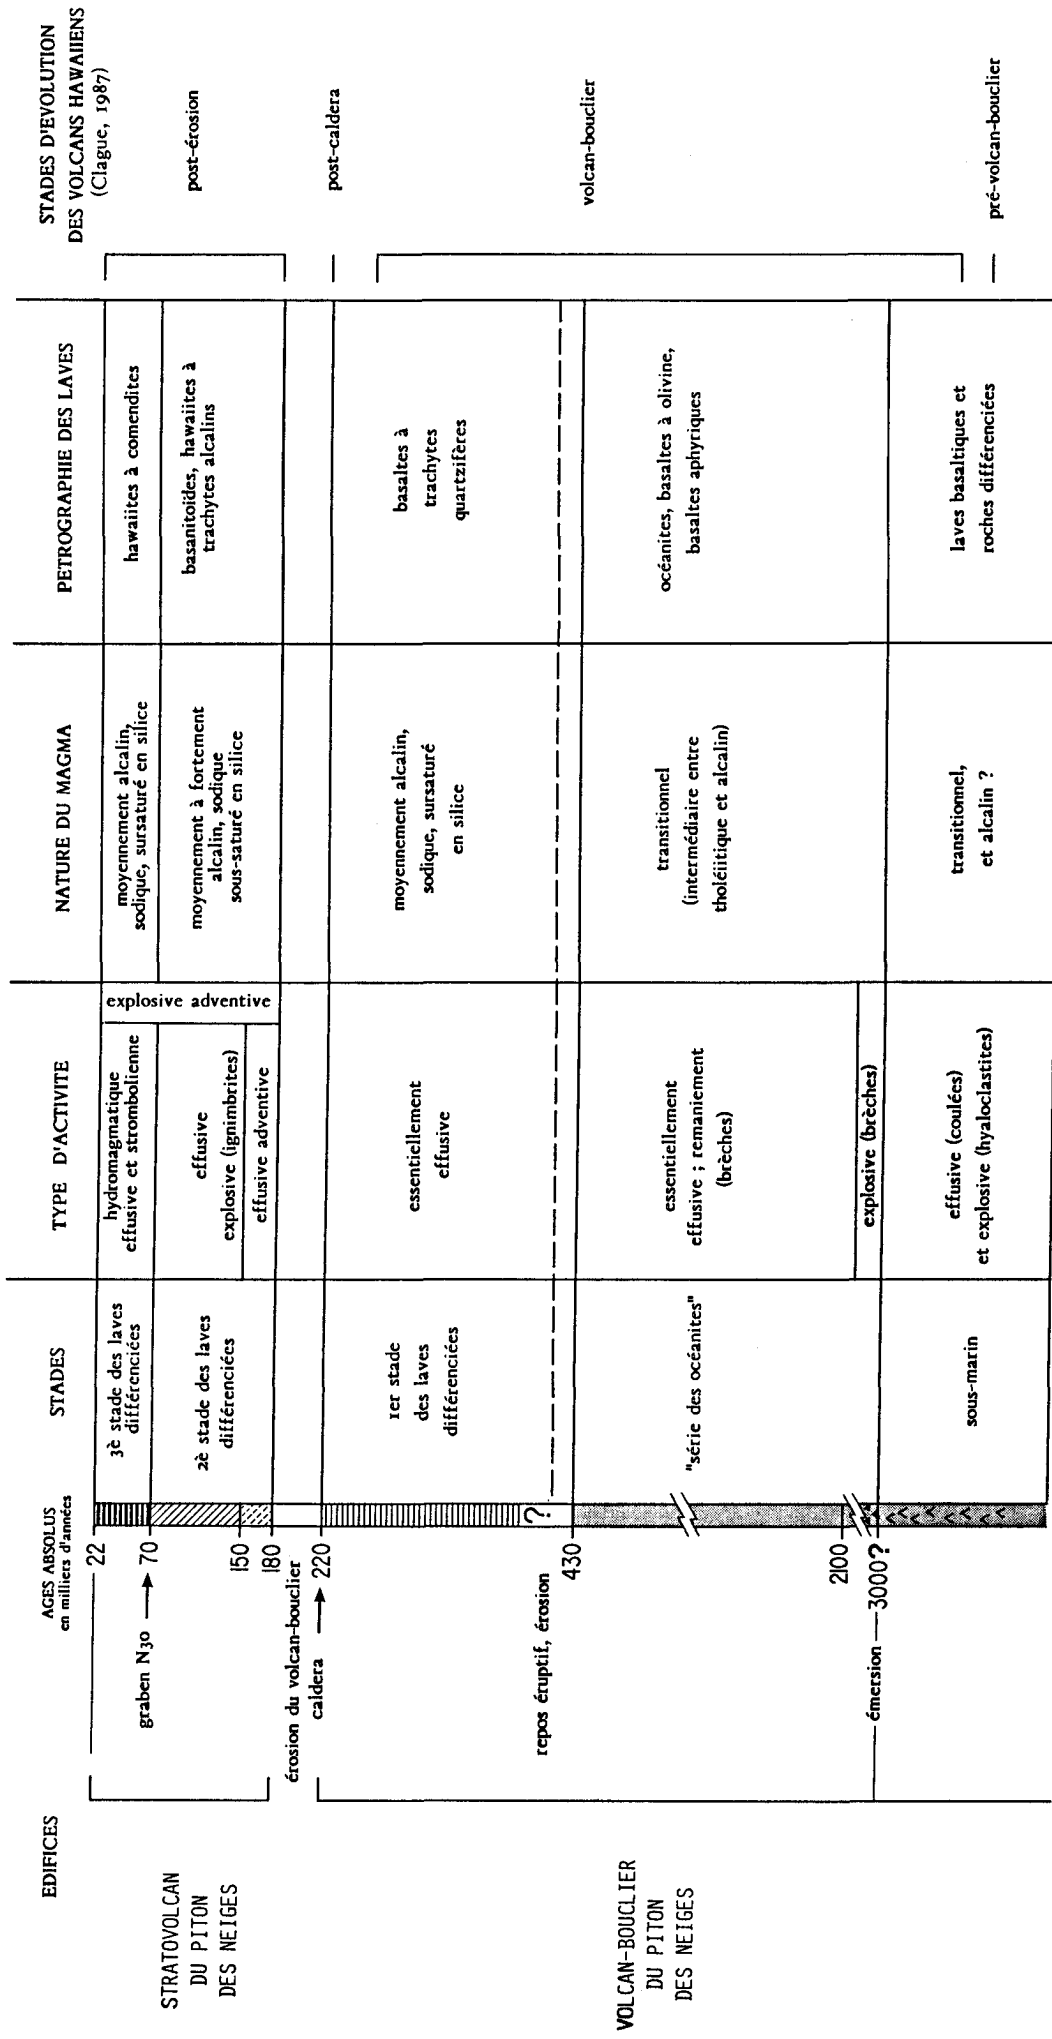 EDIFICES
AGES ABSOLUS
en milliers d'années
STADES
TYPE D'ACTIVITE
NATURE DU MAGMA
PETROGRAPHIE DES LAVES
STADES D'EVOLUTION
DES VOLCANS HAWAIIENS
(Clague, 1987)
STRATOVOLCAN
DU PITON
DES NEIGES
22
graben N30
70
150
180
3è stade des laves
différenciées
hydromagmatique
effusive et strombolienne
explosive adventive
moyennement alcalin,
sodique, sursaturé en silice
hawaiites à comendites
2è stade des laves
différenciées
effusive
explosive (ignimbrites)
effusive adventive
moyennement à fortement
alcalin, sodique
sous-saturé en silice
basanitoïdes, hawaiites à
trachytes alcalins
post-érosion
érosion du volcan-bouclier
caldera
220
post-caldera
VOLCAN-BOUCLIER
DU PITON
DES NEIGES
1er stade
des laves
différenciées
essentiellement
effusive
moyennement alcalin,
sodique, sursaturé
en silice
basaltes à
trachytes
quartzifères
volcan-bouclier
repos éruptif, érosion
?
430
"série des océanites"
essentiellement
effusive ; remaniement
(brèches)
transitionnel
(intermédiaire entre
tholéiitique et alcalin)
océanites, basaltes à olivine,
basaltes aphyriques
2100
explosive (brèches)
émersion
3000?
sous-marin
effusive (coulées)
et explosive (hyaloclastites)
transitionnel,
et alcalin ?
laves basaltiques et
roches différenciées
pré-volcan-bouclier